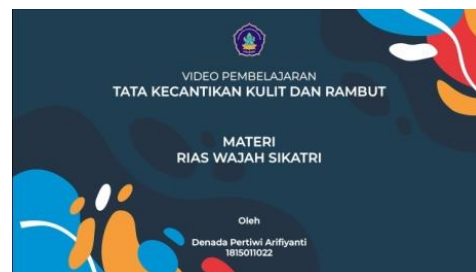 VIDEO PEMBELAJARAN
TATA KECANTIKAN KULIT DAN RAMBUT
MATERI
RIAS WAJAH SIKATRI
Oleh
Denada Pertiwi Arifiyanti
1815011022